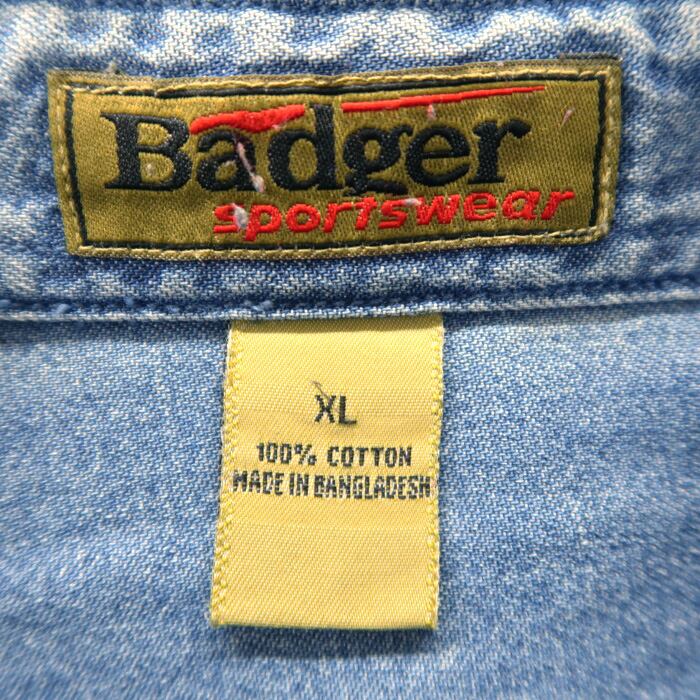 Badger
sportswear
XL
100% COTTON
MADE IN BANGLADESH